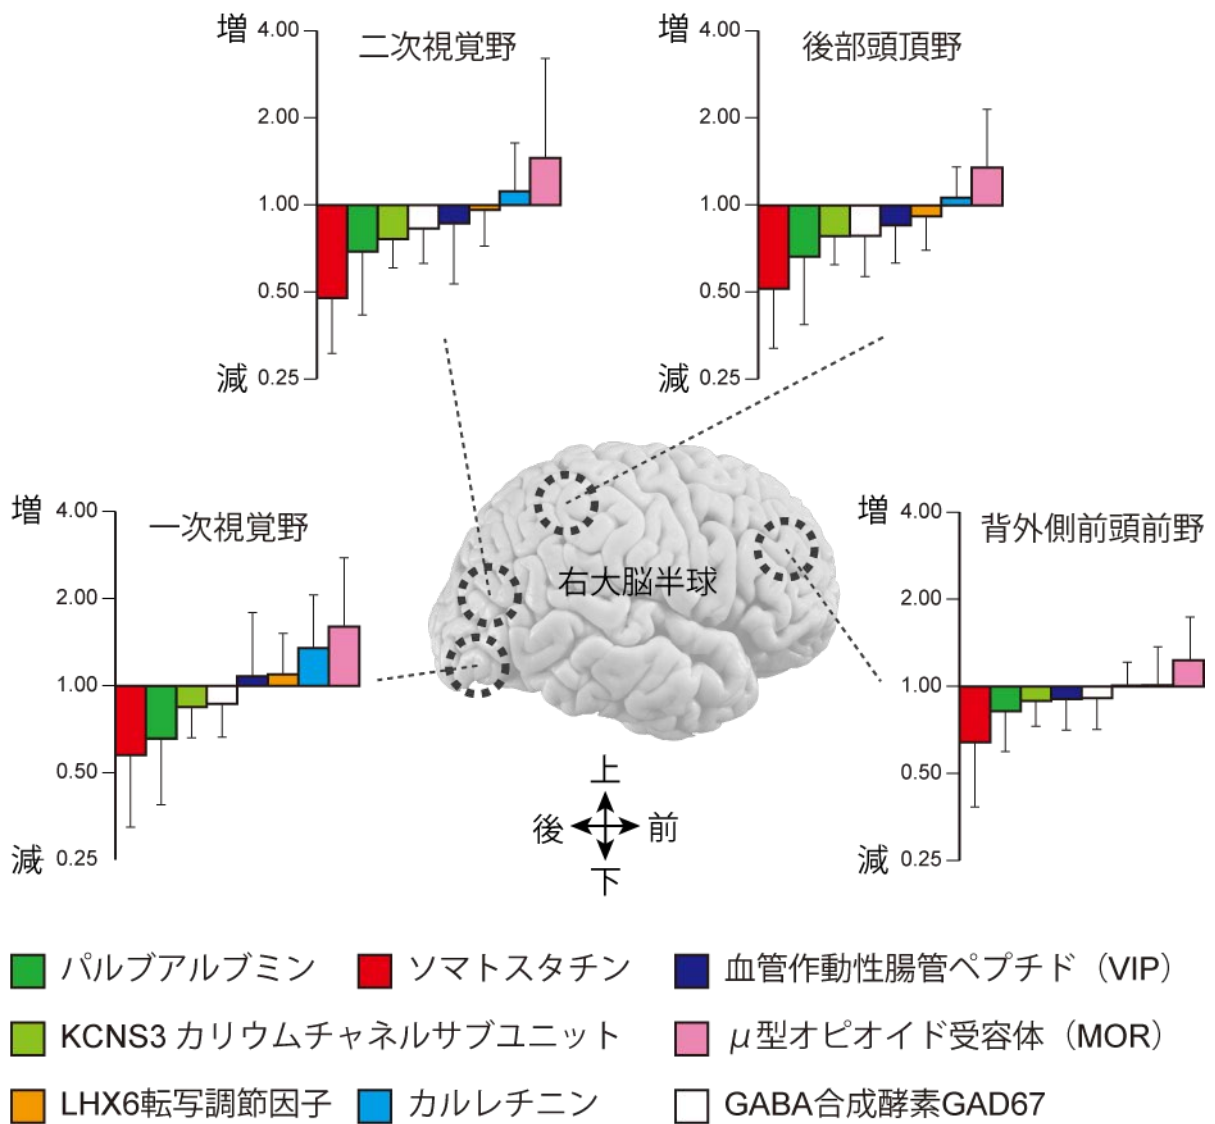 増
4.00
二次視覚野
2.00
1.00
0.50
減
0.25
増
4.00
後部頭頂野
2.00
1.00
0.50
減
0.25
増
4.00
一次視覚野
2.00
1.00
0.50
減
0.25
右大脳半球
増
4.00
背外側前頭前野
2.00
1.00
0.50
減
0.25
上
後
前
下
パルブアルブミン
ソマトスタチン
血管作動性腸管ペプチド（VIP）
KCNS3 カリウムチャネルサブユニット
μ型オピオイド受容体（MOR）
LHX6転写調節因子
カルレチニン
GABA合成酵素GAD67